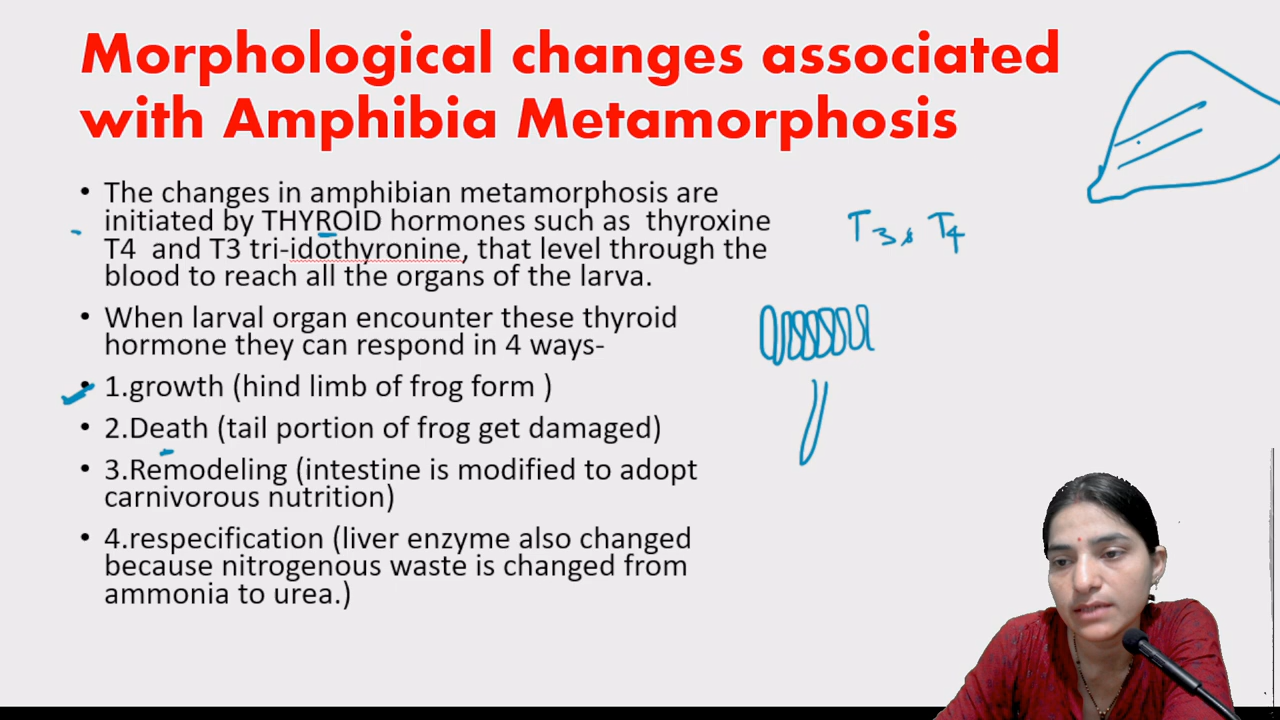 Morphological changes associated
with Amphibia Metamorphosis
• The changes in amphibian metamorphosis are
initiated by THYROID hormones such as thyroxine
T4 and T3 tri-idothyronine, that level through the
blood to reach all the organs of the larva.
T3 & T4
• When larval organ encounter these thyroid
hormone they can respond in 4 ways-
• 1.growth (hind limb of frog form )
• 2.Death (tail portion of frog get damaged)
• 3.Remodeling (intestine is modified to adopt
carnivorous nutrition)
• 4.respecification (liver enzyme also changed
because nitrogenous waste is changed from
ammonia to urea.)